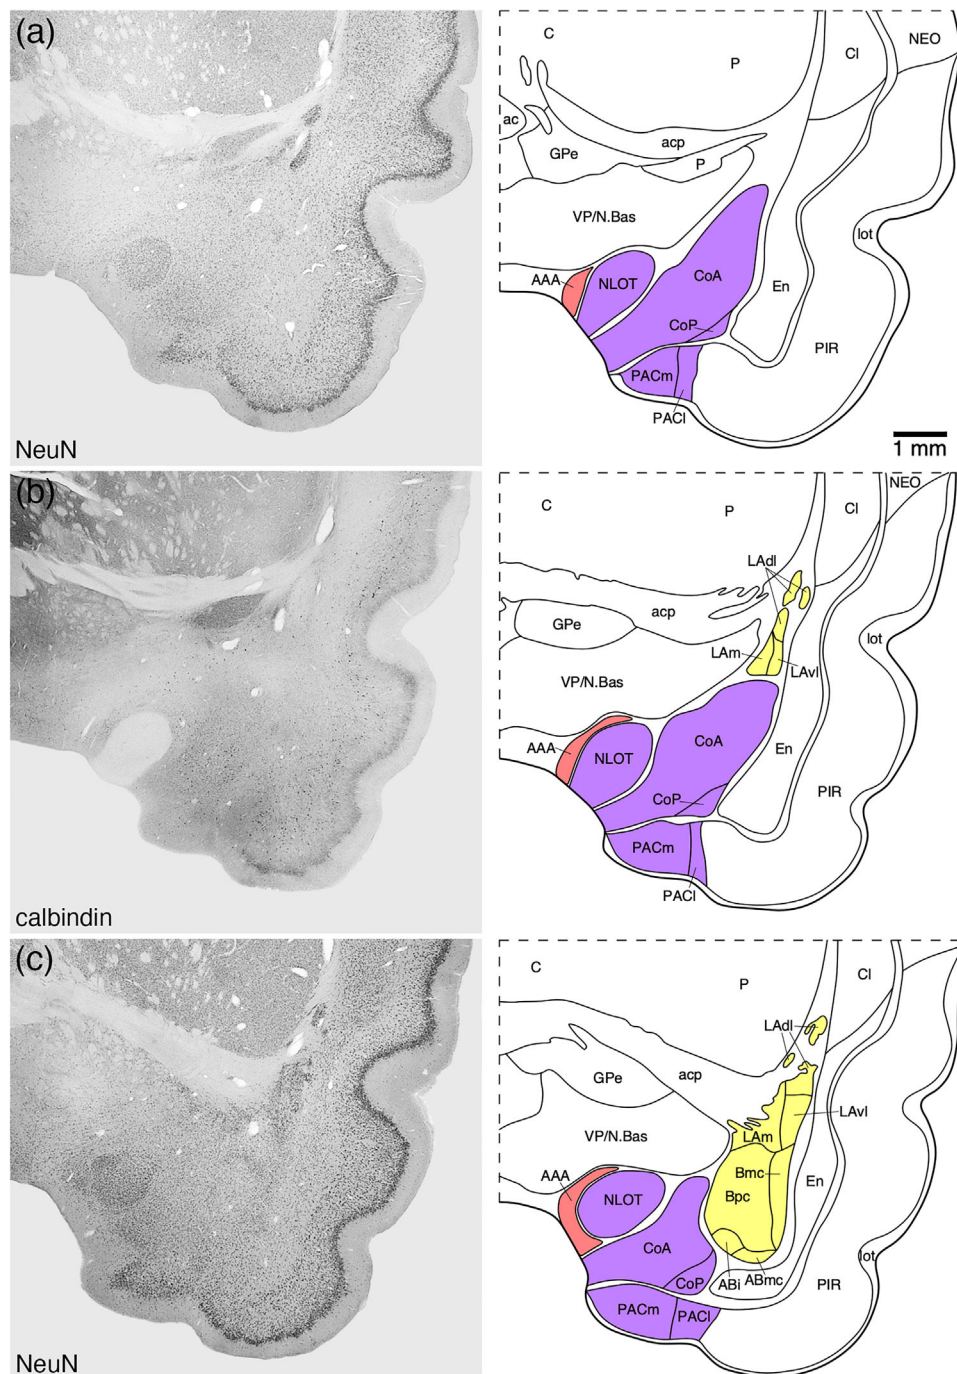 (a)
NeuN
C
P
Cl
NEO
ac
acp
GPe
P
lot
VP/N.Bas
AAA
NLOT
CoA
En
CoP
PIR
PACm
PACl
1 mm
(b)
calbindin
NEO
C
P
Cl
LAdl
acp
GPe
lot
LAm
LAvl
VP/N.Bas
CoA
AAA
NLOT
En
CoP
PIR
PACm
PACl
(c)
NeuN
C
P
Cl
LAdl
GPe
acp
LAvl
VP/N.Bas
LAm
AAA
Bmc
En
NLOT
Bpc
CoA
lot
CoP
ABi
ABmc
PIR
PACm
PACl